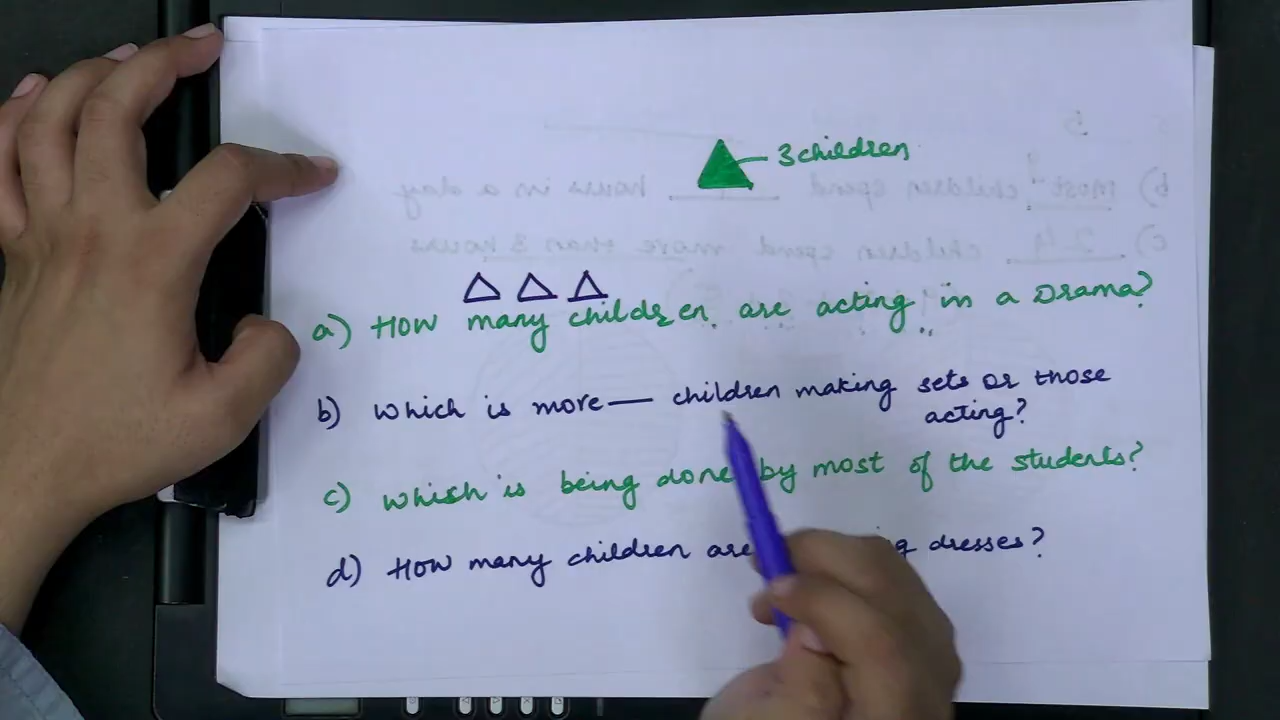 3 children
a) How many children are acting in a Drama?
b) which is more — children making sets or those
acting?
c) which is being done by most of the students?
d) How many children are dresses?